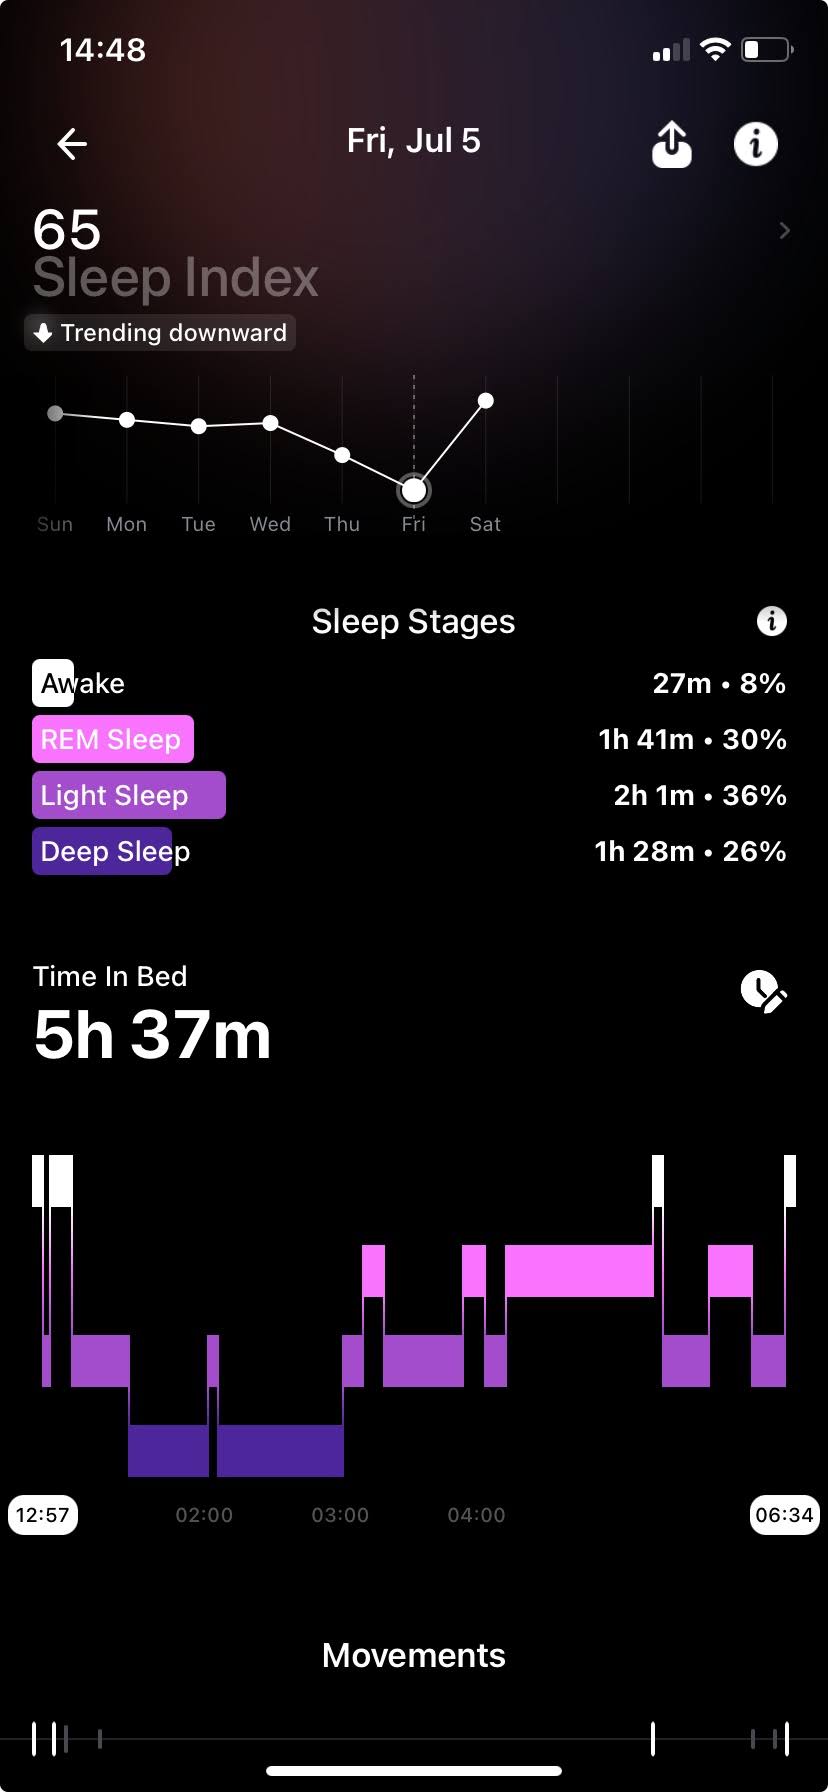 14:48
Fri, Jul 5
65
Sleep Index
Trending downward
Sun Mon Tue Wed Thu Fri Sat
Sleep Stages
Awake 27m • 8%
REM Sleep 1h 41m • 30%
Light Sleep 2h 1m • 36%
Deep Sleep 1h 28m • 26%
Time In Bed
5h 37m
12:57 02:00 03:00 04:00 06:34
Movements